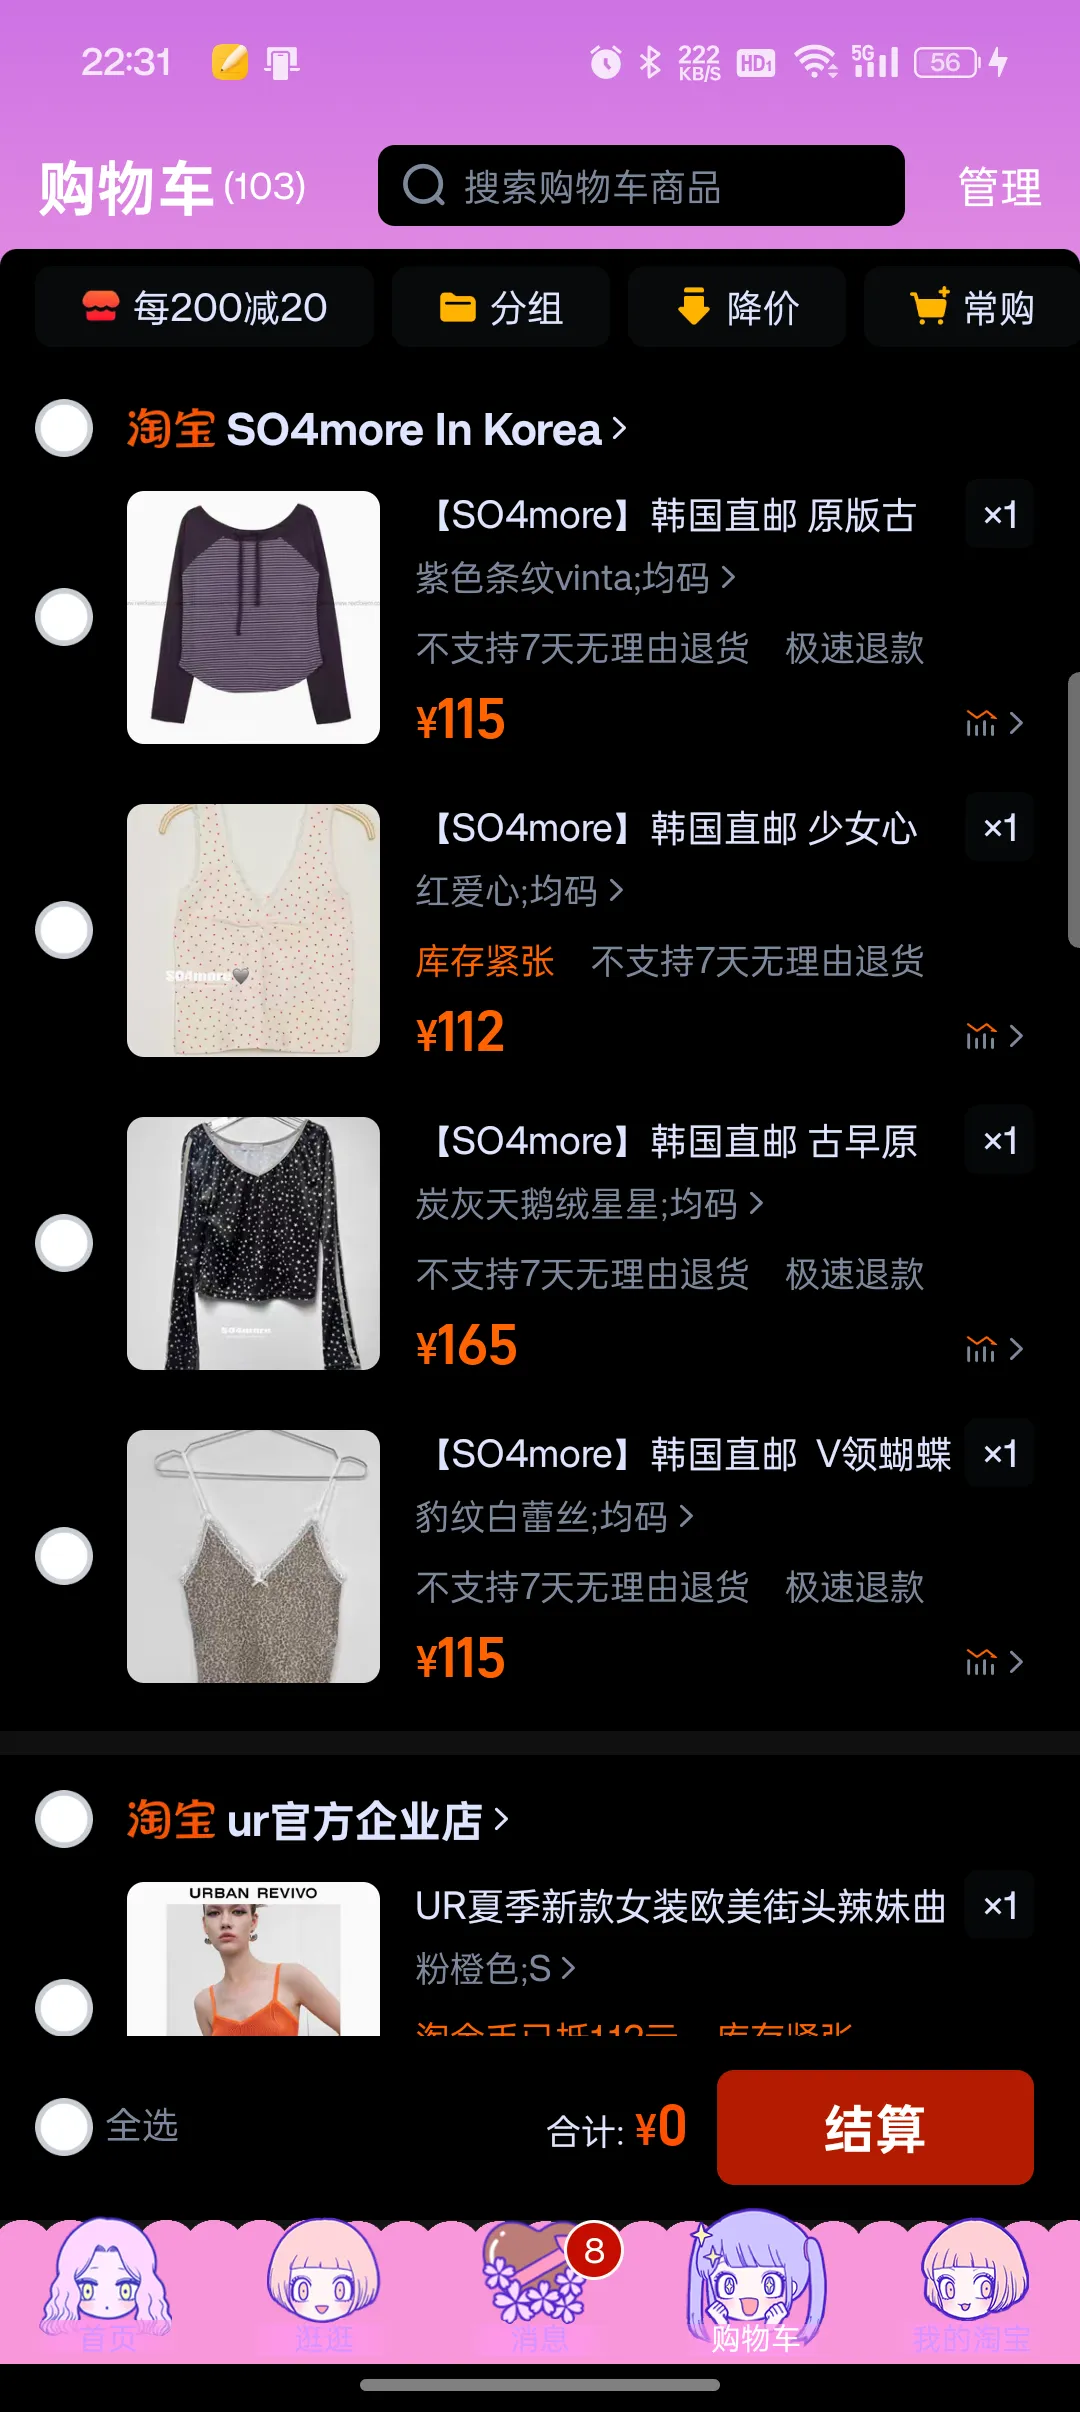 22:31
222
KB/S
HD1
5G
56
购物车(103)
搜索购物车商品
管理
每200减20
分组
降价
常购
淘宝 SO4more In Korea
【SO4more】韩国直邮 原版古
×1
紫色条纹vinta;均码
不支持7天无理由退货 极速退款
¥115
【SO4more】韩国直邮 少女心
×1
红爱心;均码
库存紧张 不支持7天无理由退货
SO4more
¥112
【SO4more】韩国直邮 古早原
×1
炭灰天鹅绒星星;均码
不支持7天无理由退货 极速退款
SO4more
¥165
【SO4more】韩国直邮 V领蝴蝶
×1
豹纹白蕾丝;均码
不支持7天无理由退货 极速退款
¥115
淘宝 ur官方企业店
URBAN REVIVO
UR夏季新款女装欧美街头辣妹曲
×1
粉橙色;S
库存紧张
全选
合计: ¥0
结算
8
首页
逛逛
消息
购物车
我的淘宝